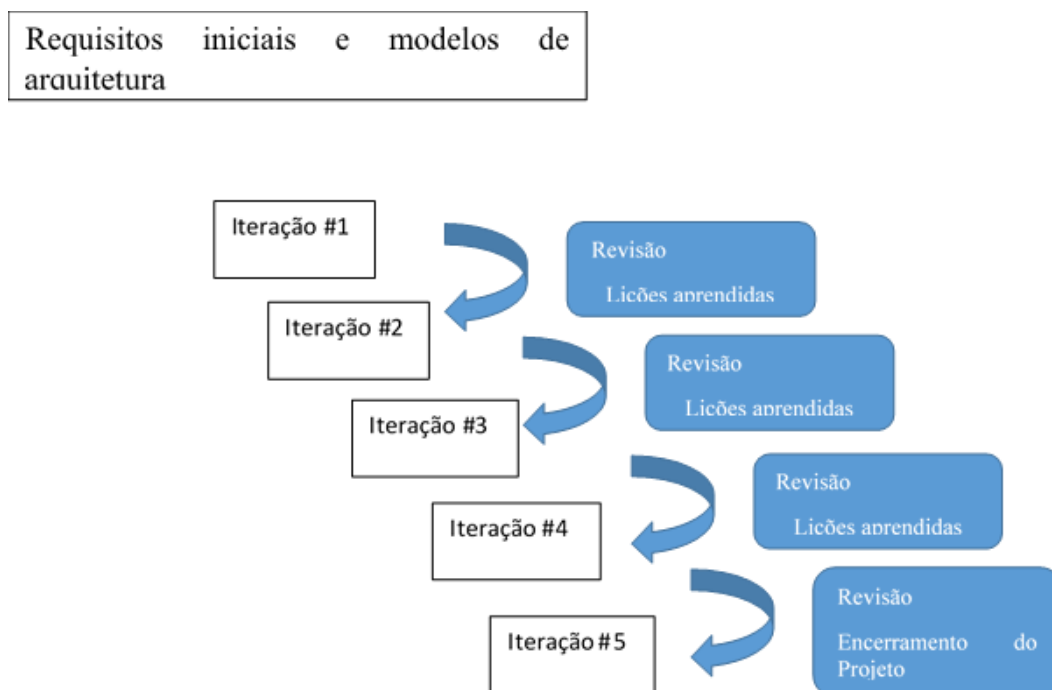 Requisitos iniciais e modelos de
arquitetura
Iteração #1
Revisão
Lições aprendidas
Iteração #2
Revisão
Lições aprendidas
Iteração #3
Revisão
Lições aprendidas
Iteração #4
Revisão
Encerramento do
Projeto
Iteração #5